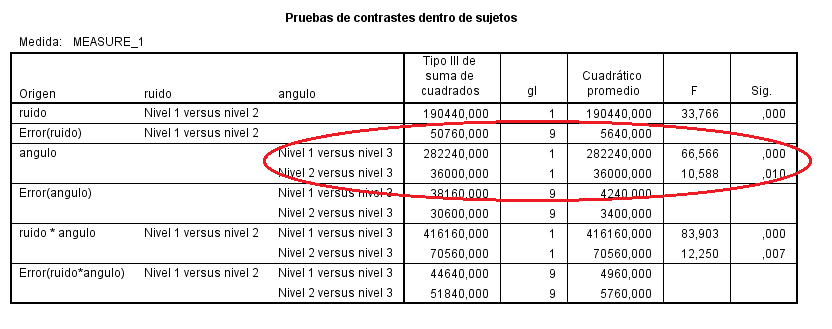 Pruebas de contrastes dentro de sujetos
Medida: MEASURE_1
Origen ruido angulo Tipo III de suma de cuadrados gl Cuadrático promedio F Sig.
ruido Nivel 1 versus nivel 2 190440,000 1 190440,000 33,766 ,000
Error(ruido) Nivel 1 versus nivel 2 50760,000 9 5640,000
angulo Nivel 1 versus nivel 3 282240,000 1 282240,000 66,566 ,000
Nivel 2 versus nivel 3 36000,000 1 36000,000 10,588 ,010
Error(angulo) Nivel 1 versus nivel 3 38160,000 9 4240,000
Nivel 2 versus nivel 3 30600,000 9 3400,000
ruido * angulo Nivel 1 versus nivel 2 Nivel 1 versus nivel 3 416160,000 1 416160,000 83,903 ,000
Nivel 2 versus nivel 3 70560,000 1 70560,000 12,250 ,007
Error(ruido*angulo) Nivel 1 versus nivel 2 Nivel 1 versus nivel 3 44640,000 9 4960,000
Nivel 2 versus nivel 3 51840,000 9 5760,000